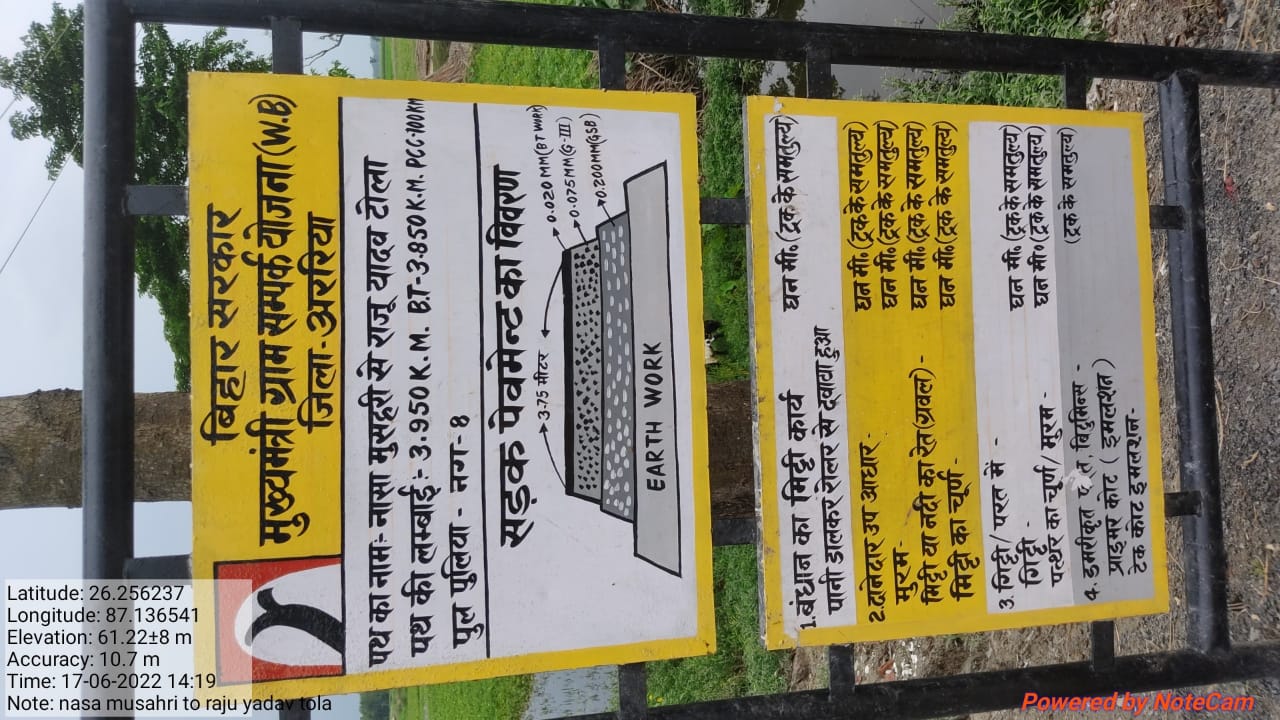 बिहार सरकार
मुख्यमंत्री ग्राम सम्पर्क योजना (W.B)
जिला- अररिया
पथ का नाम:- नासा मुसहरी से राजू यादव टोला
पथ की लम्बाई:- 3.950 K.M. B.T-3.850 K.M. PCC-100 KM
पुल पुलिया - नग - 8
सड़क पेवमेन्ट का विवरण
3.75 मीटर
0.020 MM (BT WORK)
0.075 MM (G-III)
0.200 MM (GSB)
EARTH WORK
1. बंधान का मिट्टी कार्य घन मी० (ट्रक के समतुल्य)
पानी डालकर रोलर से दबाया हुआ
2. दानेदार उप आधार -
मुरम - घन मी० (ट्रक के समतुल्य)
मिट्टी या नदी का रेत (ग्रेवल) - घन मी० (ट्रक के समतुल्य)
मिट्टी का चूर्ण - घन मी० (ट्रक के समतुल्य)
घन मी० (ट्रक के समतुल्य)
3. गिट्टी / परत में -
गिट्टी - घन मी० (ट्रक के समतुल्य)
पत्थर का चूर्ण / मुरम - घन मी० (ट्रक के समतुल्य)
4. डमरीकृत विटुमिन्स - (ट्रक के समतुल्य)
प्राइमर कोट (इमलशन)
टेक कोट इमलशन -
Latitude: 26.256237
Longitude: 87.136541
Elevation: 61.22±8 m
Accuracy: 10.7 m
Time: 17-06-2022 14:19
Note: nasa musahri to raju yadav tola
Powered by NoteCam